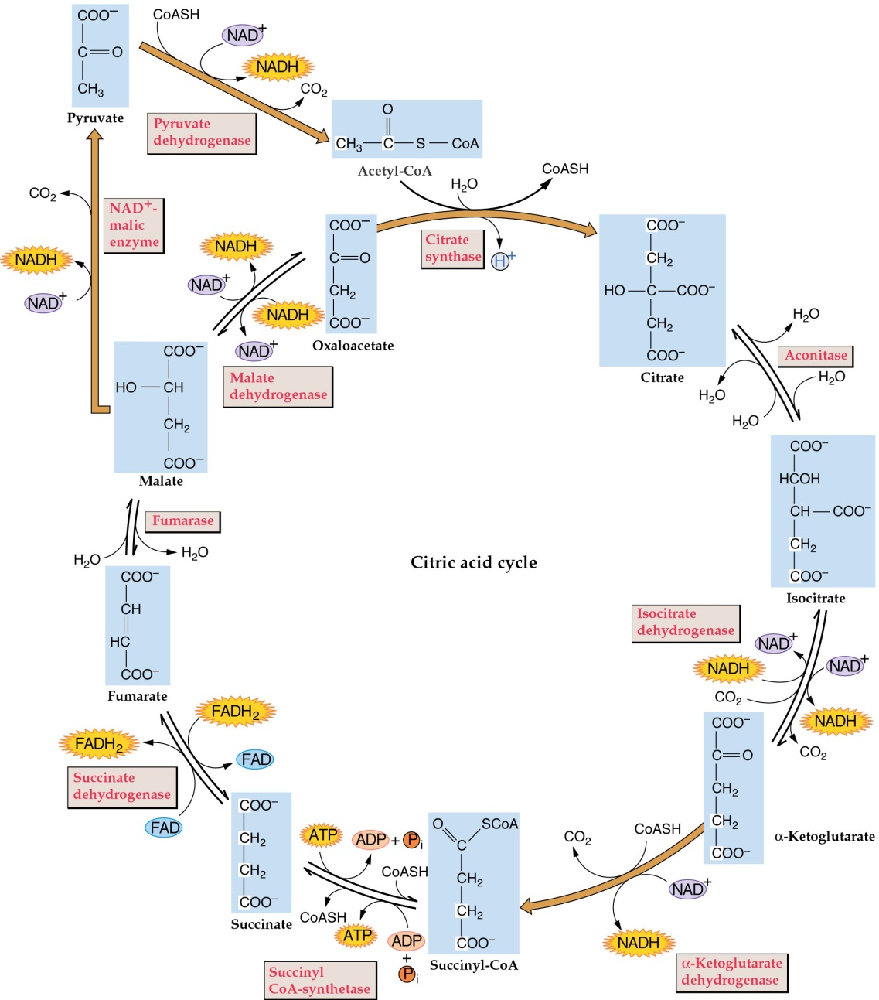 COO⁻
C=O
CH₃
Pyruvate
CoASH
NAD⁺
NADH
CO₂
Pyruvate
dehydrogenase
O
CH₃—C—S—CoA
Acetyl-CoA
CO₂
NAD⁺-
malic
enzyme
NADH
NAD⁺
H₂O
CoASH
Citrate
synthase
H⁺
COO⁻
C=O
CH₂
COO⁻
Oxaloacetate
NADH
NAD⁺
NADH
NAD⁺
Malate
dehydrogenase
COO⁻
CH₂
HO—C—COO⁻
CH₂
COO⁻
Citrate
H₂O
Aconitase
H₂O
H₂O
H₂O
COO⁻
HO—CH
CH₂
COO⁻
Malate
COO⁻
HCOH
CH—COO⁻
CH₂
COO⁻
Isocitrate
Fumarase
H₂O
H₂O
Citric acid cycle
COO⁻
CH
HC
COO⁻
Fumarate
Isocitrate
dehydrogenase
NAD⁺
NADH
NAD⁺
CO₂
NADH
CO₂
FADH₂
FADH₂
FAD
Succinate
dehydrogenase
FAD
COO⁻
C=O
CH₂
CH₂
COO⁻
α-Ketoglutarate
COO⁻
CH₂
CH₂
COO⁻
Succinate
ATP
ADP + Pi
CoASH
CoASH
ATP
ADP
+
Pi
Succinyl
CoA-synthetase
O
SCoA
C
CH₂
CH₂
COO⁻
Succinyl-CoA
CO₂
CoASH
NAD⁺
NADH
α-Ketoglutarate
dehydrogenase